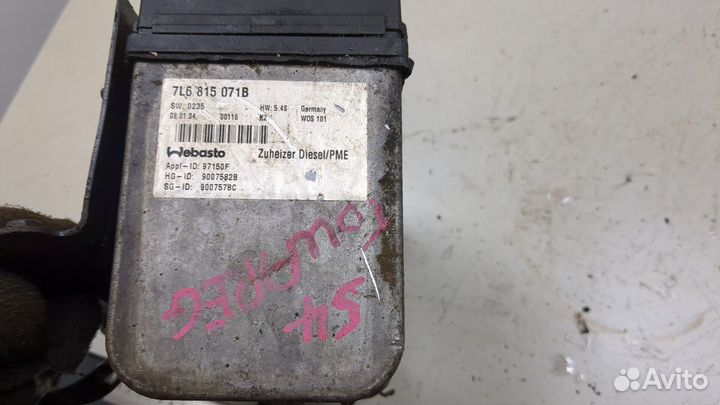 7L6 815 071B
SW: 0235 HW: 5.4S Germany
08.01.04. 00116 K2 WOS 101
Webasto Zuheizer Diesel/PME
Appl-ID: 97150F
HG-ID: 9007582B
SG-ID: 9007578C
TOUAREG
54
Avito